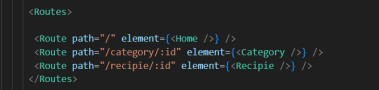 <Routes>
<Route path="/" element={<Home />} />
<Route path="/category/:id" element={<Category />} />
<Route path="/recipie/:id" element={<Recipie />} />
</Routes>